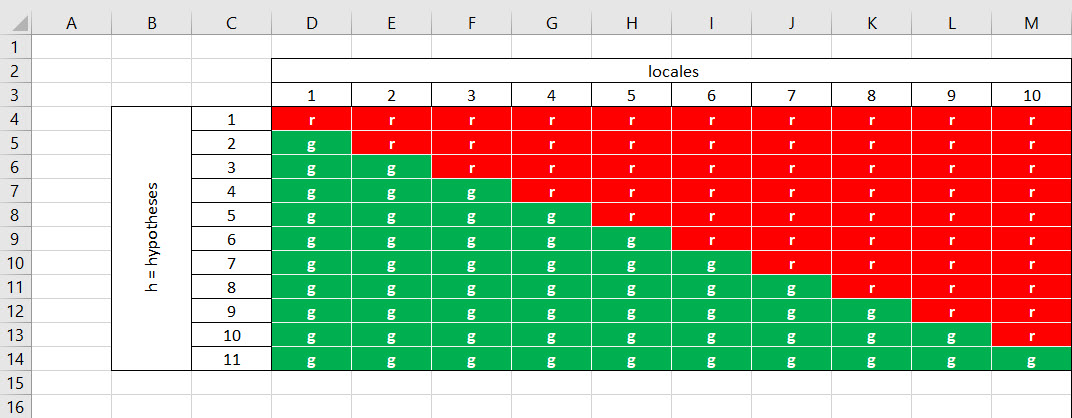 A B C D E F G H I J K L M
1
2 locales
3 1 2 3 4 5 6 7 8 9 10
4 1 r r r r r r r r r r
5 2 g r r r r r r r r r
6 3 g g r r r r r r r r
7 4 g g g r r r r r r r
8 5 g g g g r r r r r r
9 6 g g g g g r r r r r
10 7 g g g g g g r r r r
11 8 g g g g g g g r r r
12 9 g g g g g g g g r r
13 10 g g g g g g g g g r
14 11 g g g g g g g g g g
15
16
h = hypotheses